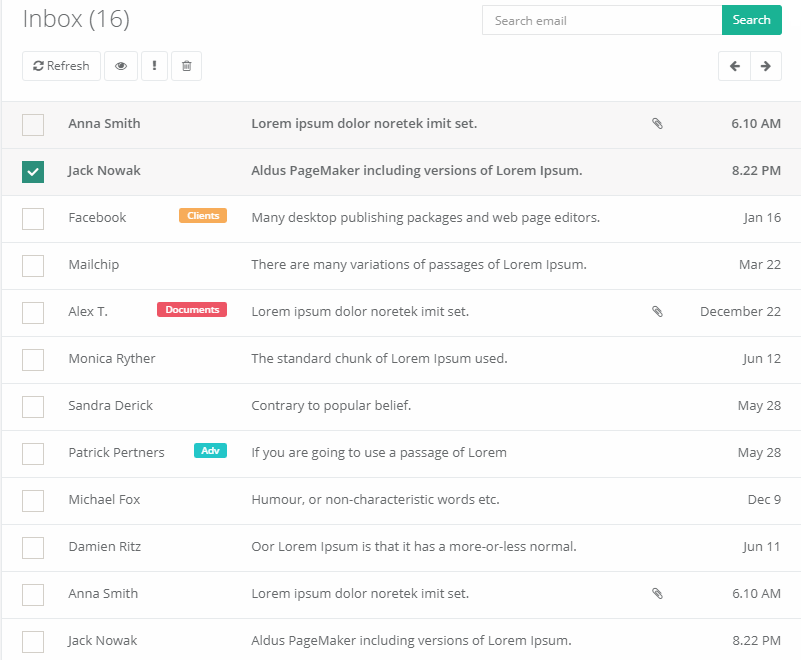 Inbox (16)
Search email Search
Refresh
Anna Smith Lorem ipsum dolor noretek imit set. 6.10 AM
Jack Nowak Aldus PageMaker including versions of Lorem Ipsum. 8.22 PM
Facebook Clients Many desktop publishing packages and web page editors. Jan 16
Mailchip There are many variations of passages of Lorem Ipsum. Mar 22
Alex T. Documents Lorem ipsum dolor noretek imit set. December 22
Monica Ryther The standard chunk of Lorem Ipsum used. Jun 12
Sandra Derick Contrary to popular belief. May 28
Patrick Pertners Adv If you are going to use a passage of Lorem May 28
Michael Fox Humour, or non-characteristic words etc. Dec 9
Damien Ritz Oor Lorem Ipsum is that it has a more-or-less normal. Jun 11
Anna Smith Lorem ipsum dolor noretek imit set. 6.10 AM
Jack Nowak Aldus PageMaker including versions of Lorem Ipsum. 8.22 PM